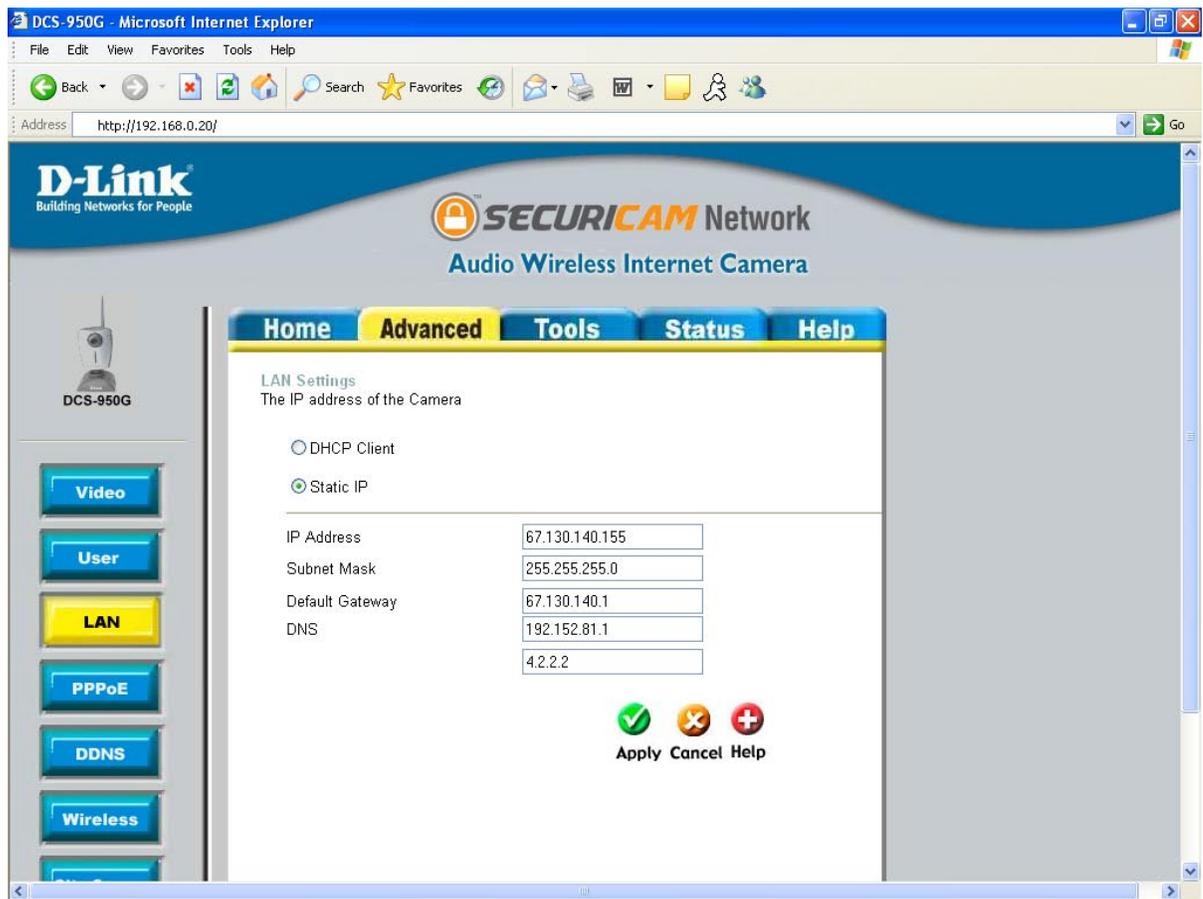 DCS-950G - Microsoft Internet Explorer
File Edit View Favorites Tools Help
Back Search Favorites
Address http://192.168.0.20/ Go
D-Link
Building Networks for People
SECURICAM Network
Audio Wireless Internet Camera
Home Advanced Tools Status Help
DCS-950G
Video
User
LAN
PPPoE
DDNS
Wireless
LAN Settings
The IP address of the Camera
DHCP Client
Static IP
IP Address 67.130.140.155
Subnet Mask 255.255.255.0
Default Gateway 67.130.140.1
DNS 192.152.81.1
4.2.2.2
Apply Cancel Help